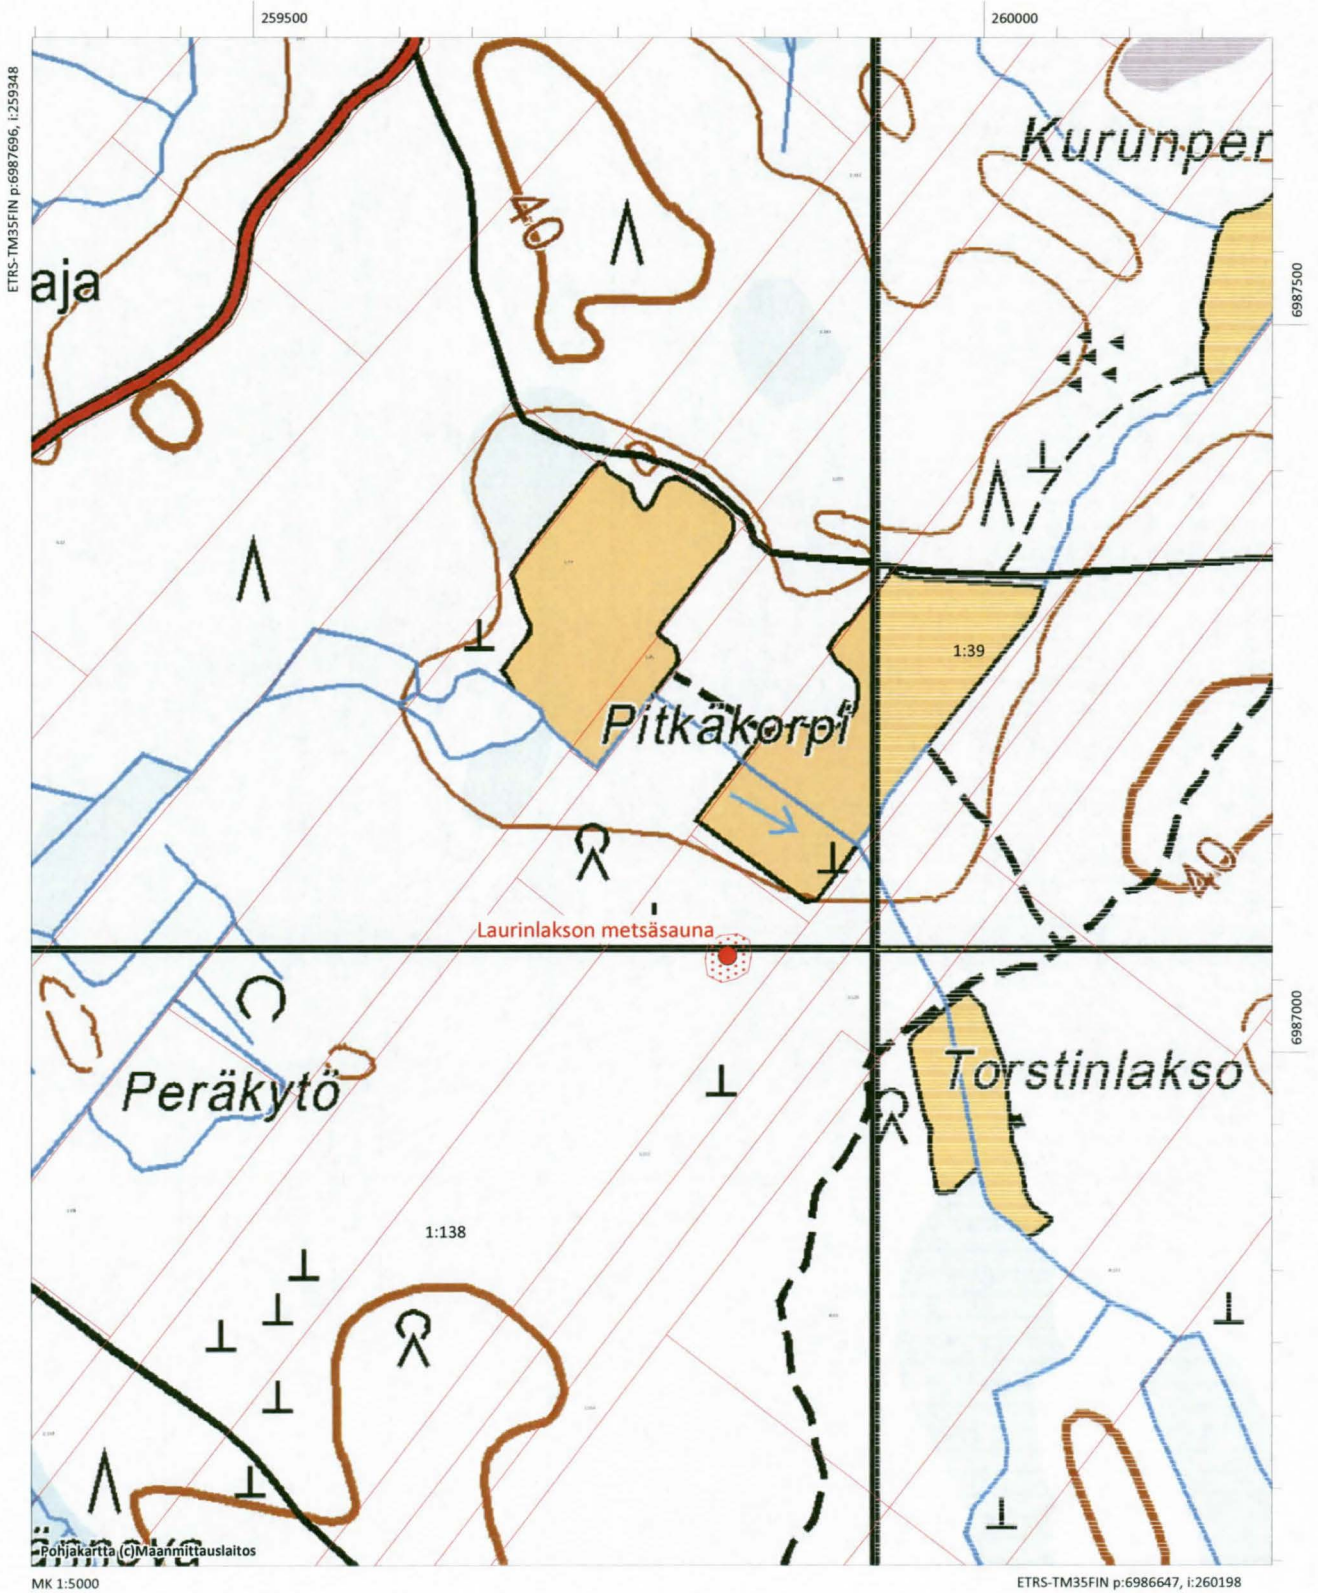 259500
260000
ETRS-TM35FIN p:6987696, i:259348
Kurunper
40
aja
6987500
1:39
Pitkäkorpi
40
Laurinlakson metsäsauna
6987000
Torstinlakso
Peräkytö
1:138
ännova
Pohjakartta (c)Maanmittauslaitos
MK 1:5000
ETRS-TM35FIN p:6986647, i:260198